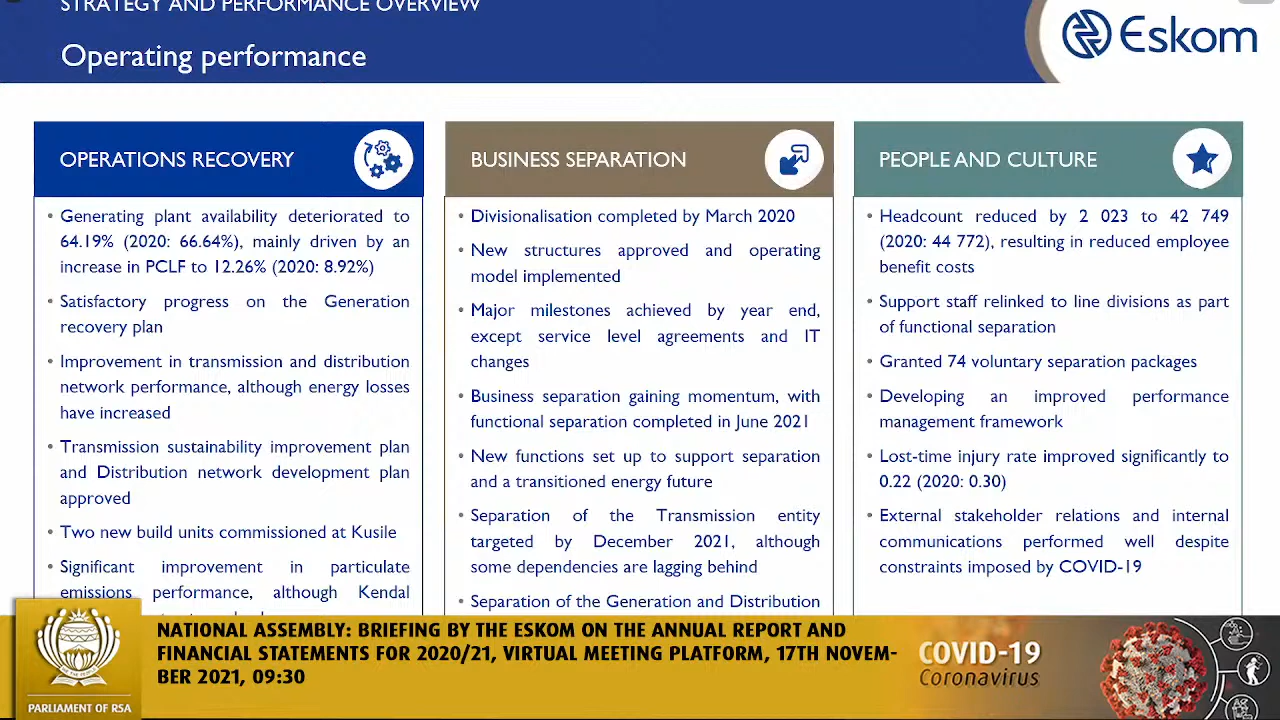 STRATEGY AND PERFORMANCE OVERVIEW
Operating performance
Eskom
OPERATIONS RECOVERY
• Generating plant availability deteriorated to
64.19% (2020: 66.64%), mainly driven by an
increase in PCLF to 12.26% (2020: 8.92%)
• Satisfactory progress on the Generation
recovery plan
• Improvement in transmission and distribution
network performance, although energy losses
have increased
• Transmission sustainability improvement plan
and Distribution network development plan
approved
• Two new build units commissioned at Kusile
• Significant improvement in particulate
emissions performance, although Kendal
BUSINESS SEPARATION
• Divisionalisation completed by March 2020
• New structures approved and operating
model implemented
• Major milestones achieved by year end,
except service level agreements and IT
changes
• Business separation gaining momentum, with
functional separation completed in June 2021
• New functions set up to support separation
and a transitioned energy future
• Separation of the Transmission entity
targeted by December 2021, although
some dependencies are lagging behind
• Separation of the Generation and Distribution
PEOPLE AND CULTURE
• Headcount reduced by 2 023 to 42 749
(2020: 44 772), resulting in reduced employee
benefit costs
• Support staff relinked to line divisions as part
of functional separation
• Granted 74 voluntary separation packages
• Developing an improved performance
management framework
• Lost-time injury rate improved significantly to
0.22 (2020: 0.30)
• External stakeholder relations and internal
communications performed well despite
constraints imposed by COVID-19
PARLIAMENT OF RSA
NATIONAL ASSEMBLY: BRIEFING BY THE ESKOM ON THE ANNUAL REPORT AND
FINANCIAL STATEMENTS FOR 2020/21, VIRTUAL MEETING PLATFORM, 17TH NOVEM-
BER 2021, 09:30
COVID-19
Coronavirus